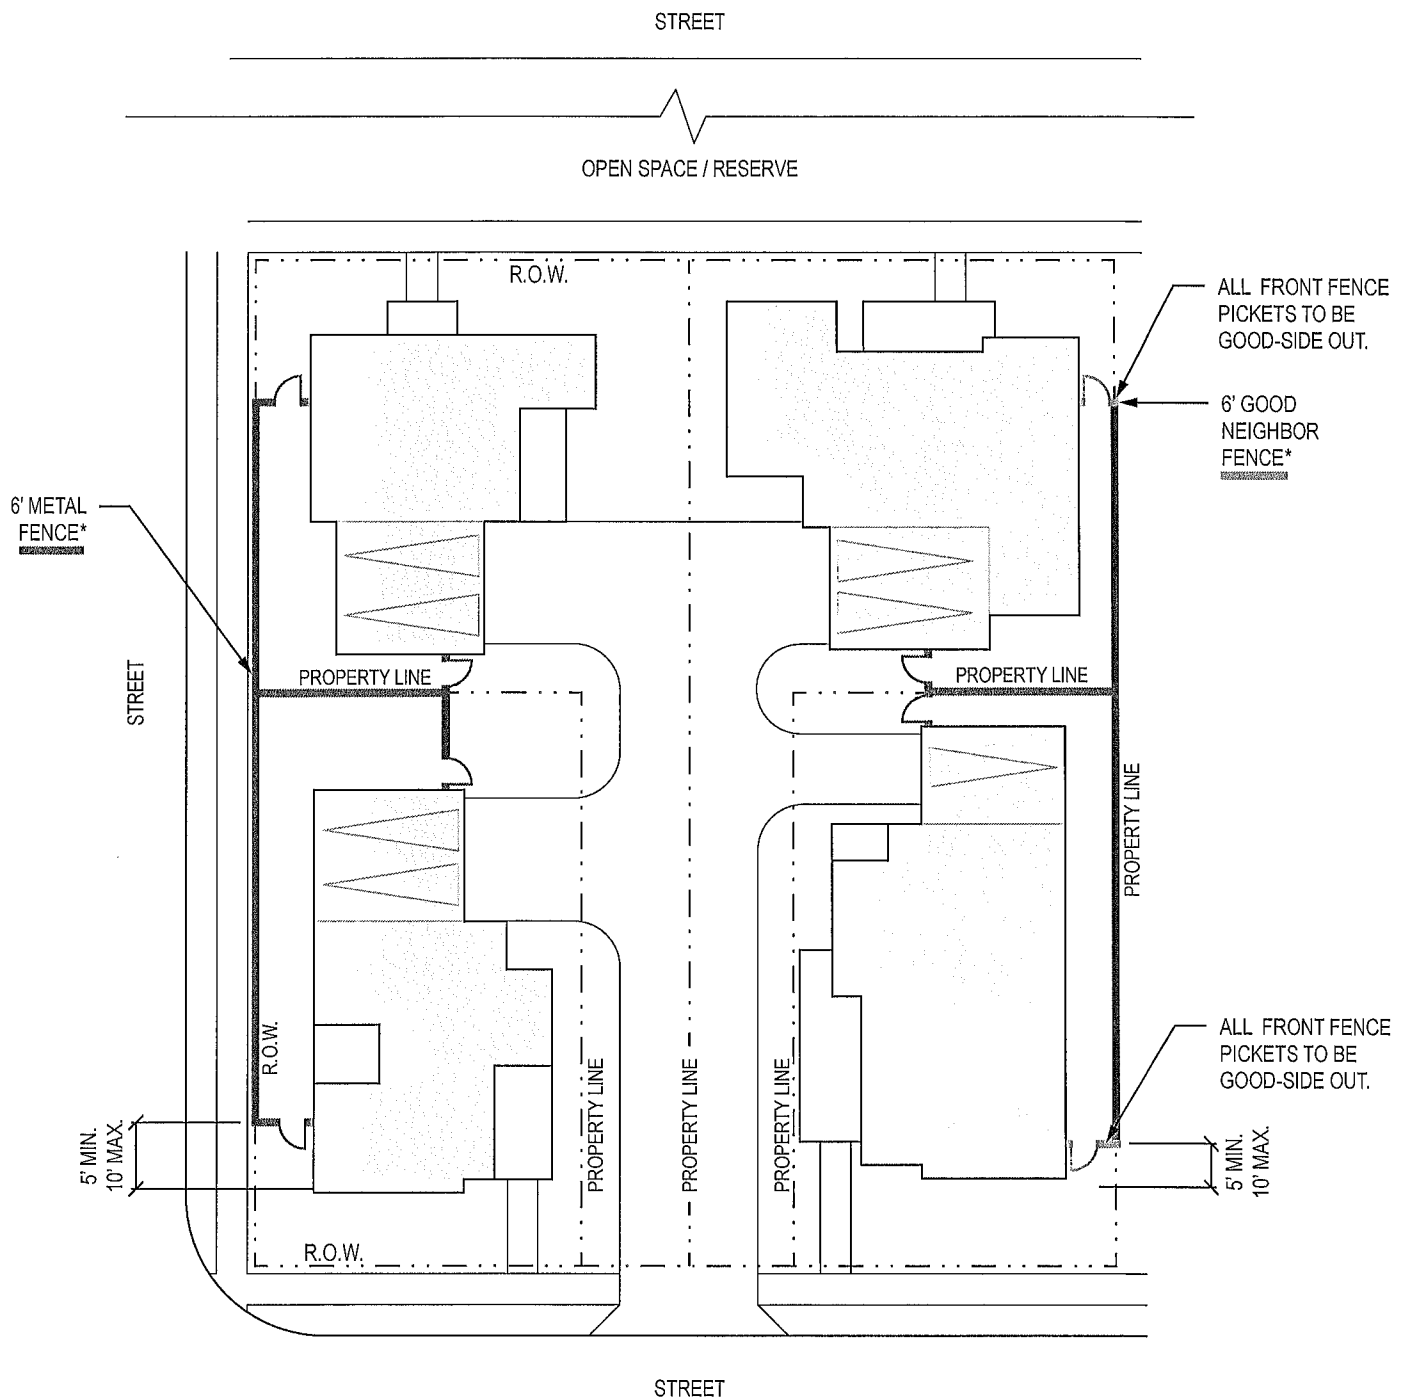 STREET
OPEN SPACE / RESERVE
R.O.W.
ALL FRONT FENCE
PICKETS TO BE
GOOD-SIDE OUT.
6' GOOD
NEIGHBOR
FENCE*
6' METAL
FENCE*
STREET
PROPERTY LINE
PROPERTY LINE
PROPERTY LINE
R.O.W.
ALL FRONT FENCE
PICKETS TO BE
GOOD-SIDE OUT.
PROPERTY LINE
PROPERTY LINE
PROPERTY LINE
5' MIN.
10' MAX.
5' MIN.
10' MAX.
R.O.W.
STREET